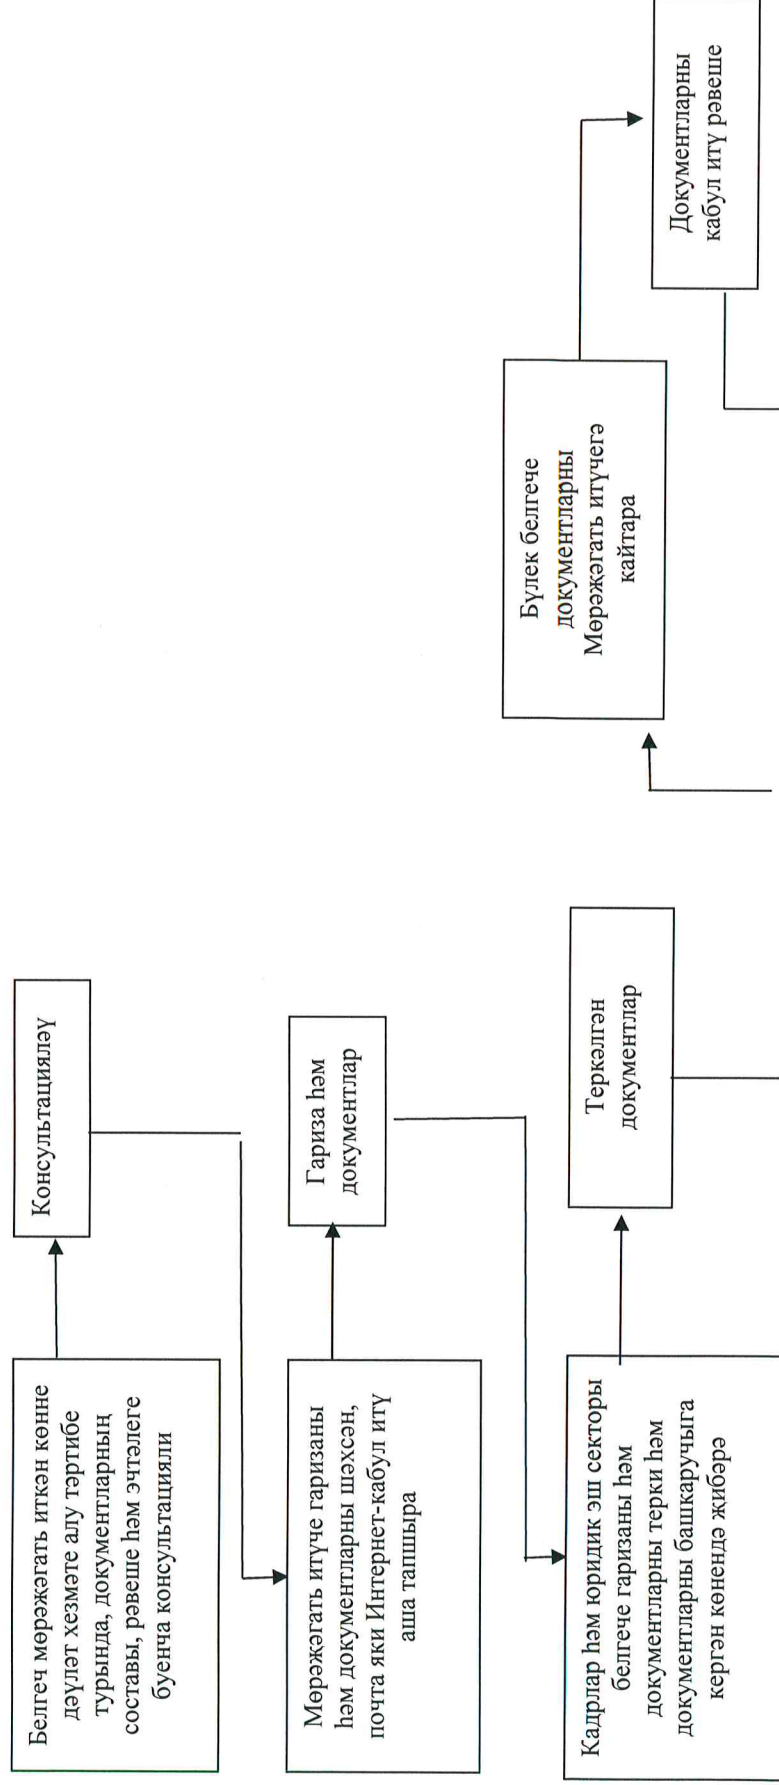 Белгеч мөрәҗәгать иткән көнне
дәүләт хезмәте алу тәртибе
турында, документларның
составы, рәвеше һәм эчтәлеге
буенча консультацияли
Консультацияләү
Мөрәҗәгать итүче гаризаны
һәм документларны шәхсән,
почта яки Интернет-кабул итү
аша тапшыра
Гариза һәм
документлар
Кадрлар һәм юридик эш секторы
белгече гаризаны һәм
документларны терки һәм
документларны башкаручыга
кергән көнендә җибәрә
Теркәлгән
документлар
Бүлек белгече
документларны
Мөрәҗәгать итүчегә
кайтара
Документларны
кабул итү рәвеше